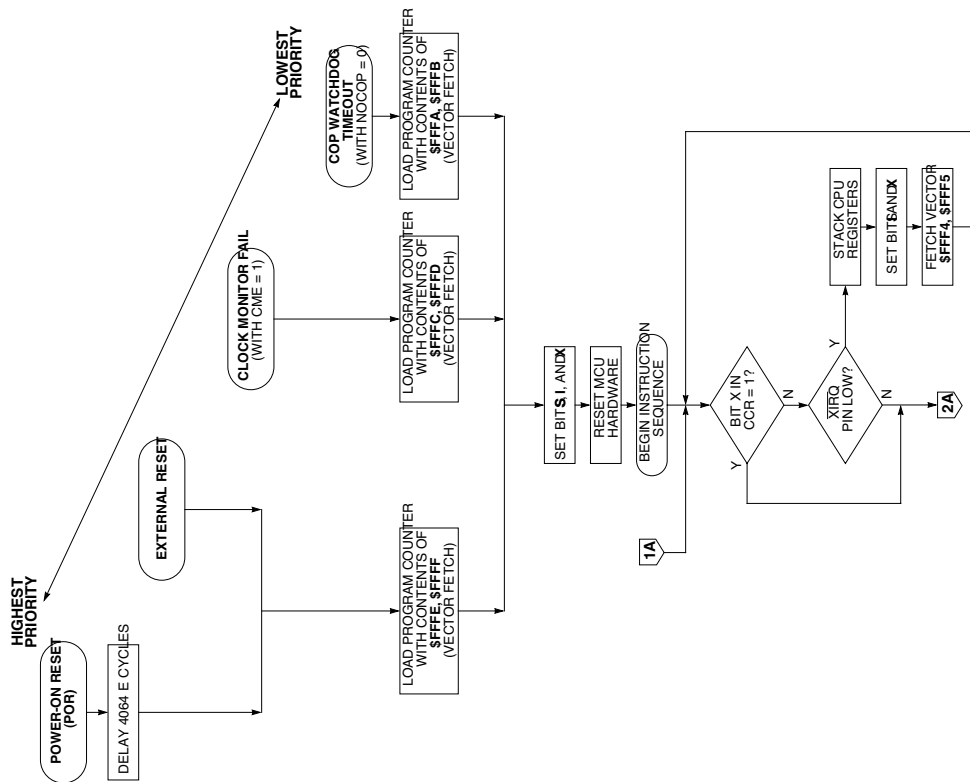 HIGHEST
PRIORITY
LOWEST
PRIORITY
POWER-ON RESET
(POR)
DELAY 4064 E CYCLES
EXTERNAL RESET
CLOCK MONITOR FAIL
(WITH CME = 1)
COP WATCHDOG
TIMEOUT
(WITH NOCOP = 0)
LOAD PROGRAM COUNTER
WITH CONTENTS OF
$FFFE, $FFFF
(VECTOR FETCH)
LOAD PROGRAM COUNTER
WITH CONTENTS OF
$FFFC, $FFFD
(VECTOR FETCH)
LOAD PROGRAM COUNTER
WITH CONTENTS OF
$FFFA, $FFFB
(VECTOR FETCH)
SET BITS S, I, AND X
RESET MCU
HARDWARE
BEGIN INSTRUCTION
SEQUENCE
1A
BIT X IN
CCR = 1?
Y
N
XIRQ
PIN LOW?
Y
N
STACK CPU
REGISTERS
SET BITS I AND X
FETCH VECTOR
$FFF4, $FFF5
2A